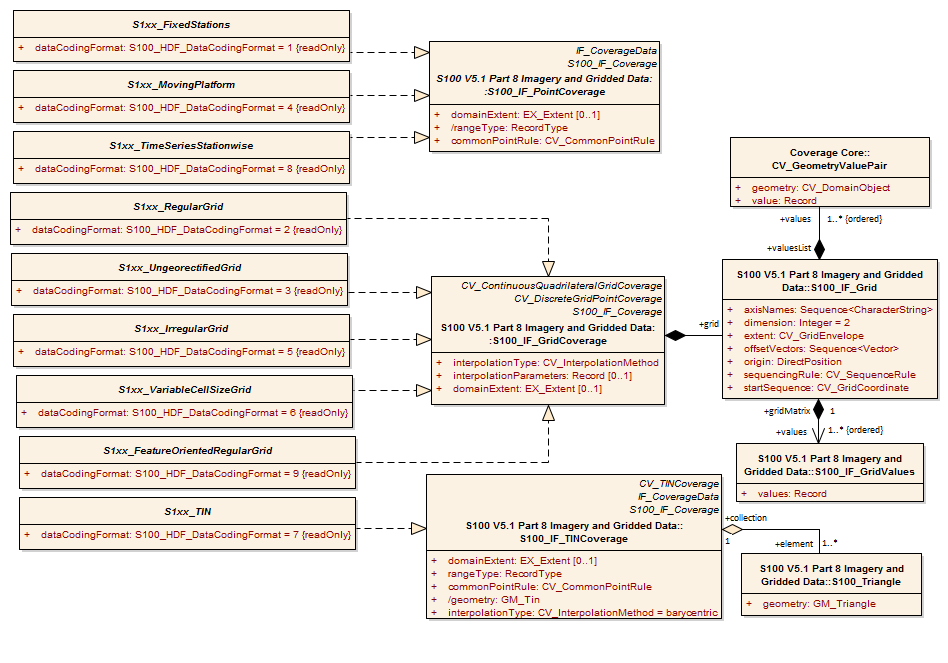 S1xx_FixedStations
+ dataCodingFormat: S100_HDF_DataCodingFormat = 1 {readOnly}
S1xx_MovingPlatform
+ dataCodingFormat: S100_HDF_DataCodingFormat = 4 {readOnly}
S1xx_TimeSeriesStationwise
+ dataCodingFormat: S100_HDF_DataCodingFormat = 8 {readOnly}
S1xx_RegularGrid
+ dataCodingFormat: S100_HDF_DataCodingFormat = 2 {readOnly}
S1xx_UngeorectifiedGrid
+ dataCodingFormat: S100_HDF_DataCodingFormat = 3 {readOnly}
S1xx_IrregularGrid
+ dataCodingFormat: S100_HDF_DataCodingFormat = 5 {readOnly}
S1xx_VariableCellSizeGrid
+ dataCodingFormat: S100_HDF_DataCodingFormat = 6 {readOnly}
S1xx_FeatureOrientedRegularGrid
+ dataCodingFormat: S100_HDF_DataCodingFormat = 9 {readOnly}
S1xx_TIN
+ dataCodingFormat: S100_HDF_DataCodingFormat = 7 {readOnly}
IF_CoverageData
S100_IF_Coverage
S100 V5.1 Part 8 Imagery and Gridded Data:
:S100_IF_PointCoverage
+ domainExtent: EX_Extent [0..1]
+ /rangeType: RecordType
+ commonPointRule: CV_CommonPointRule
CV_ContinuousQuadrilateralGridCoverage
CV_DiscreteGridPointCoverage
S100_IF_Coverage
S100 V5.1 Part 8 Imagery and Gridded Data:
:S100_IF_GridCoverage
+ interpolationType: CV_InterpolationMethod
+ interpolationParameters: Record [0..1]
+ domainExtent: EX_Extent [0..1]
CV_TINCoverage
IF_CoverageData
S100_IF_Coverage
S100 V5.1 Part 8 Imagery and Gridded Data::
S100_IF_TINCoverage
+ domainExtent: EX_Extent [0..1]
+ rangeType: RecordType
+ commonPointRule: CV_CommonPointRule
+ /geometry: GM_Tin
+ interpolationType: CV_InterpolationMethod = barycentric
Coverage Core::
CV_GeometryValuePair
+ geometry: CV_DomainObject
+ value: Record
+values 1..* {ordered}
+valuesList
+grid
S100 V5.1 Part 8 Imagery and Gridded
Data::S100_IF_Grid
+ axisNames: Sequence<CharacterString>
+ dimension: Integer = 2
+ extent: CV_GridEnvelope
+ offsetVectors: Sequence<Vector>
+ origin: DirectPosition
+ sequencingRule: CV_SequenceRule
+ startSequence: CV_GridCoordinate
+gridMatrix 1
+values 1..* {ordered}
S100 V5.1 Part 8 Imagery and
Gridded Data::S100_IF_GridValues
+ values: Record
+collection
1
+element 1..*
S100 V5.1 Part 8 Imagery and
Gridded Data::S100_Triangle
+ geometry: GM_Triangle